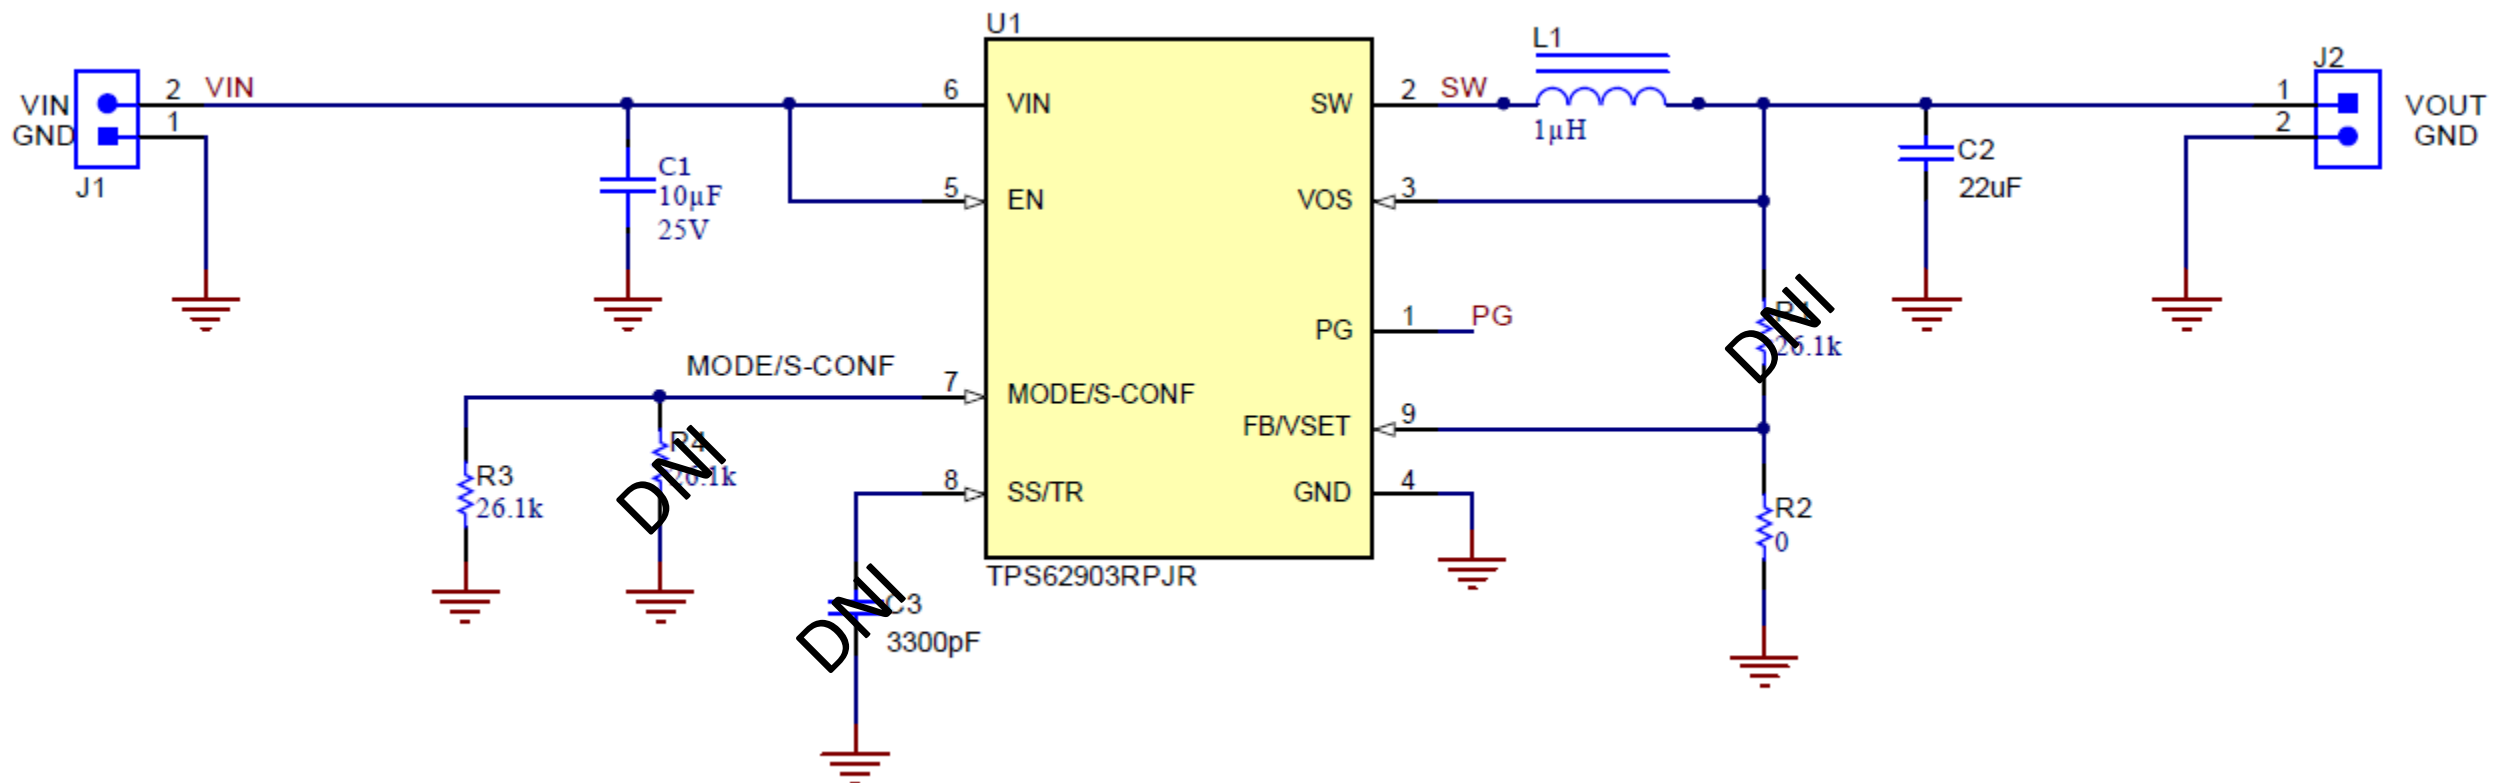 U1
L1
J2
2 VIN
VIN
1
GND
J1
6 VIN
5 EN
C1
10µF
25V
SW 2 SW
1µH
VOS 3
C2
22uF
1
VOUT
2
GND
PG 1 PG
DNI
26.1k
MODE/S-CONF
7 MODE/S-CONF
FB/VSET 9
R4
DNI
R3
26.1k
8 SS/TR
GND 4
R2
0
TPS62903RPJR
DNI
C3
3300pF